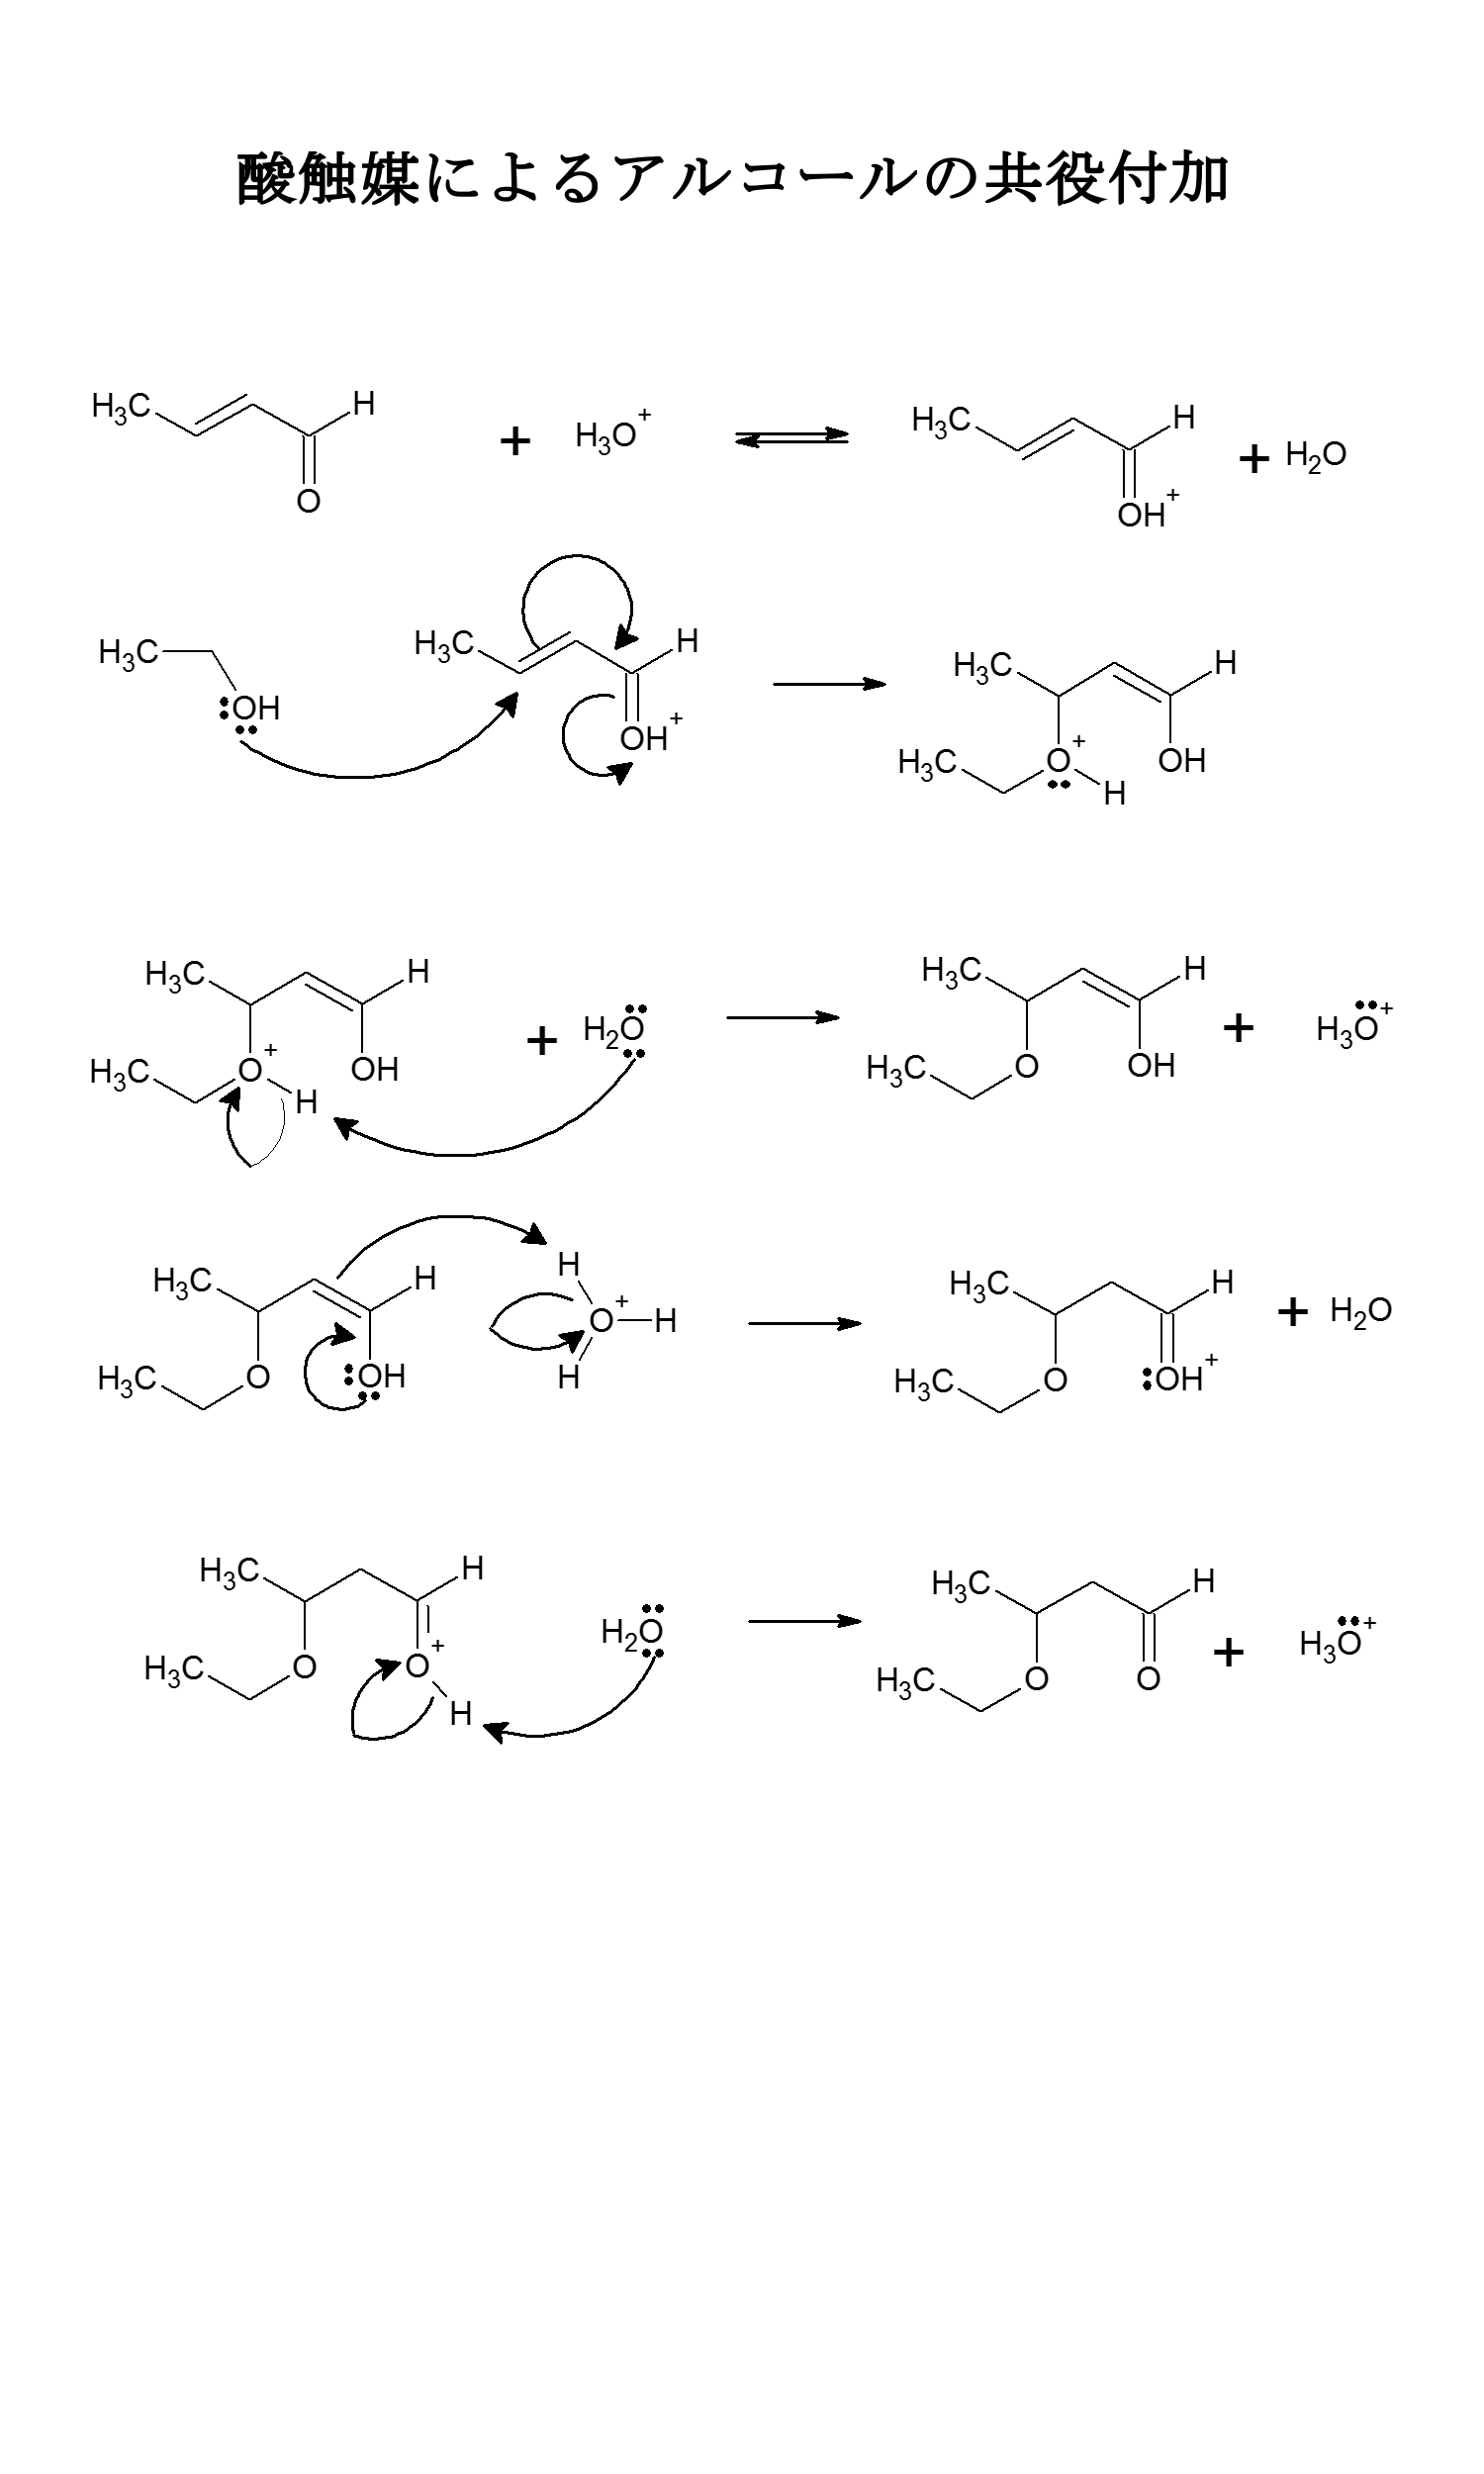 酸触媒によるアルコールの共役付加
H3C H O + H3O+ H3C H OH+ + H2O
H3C OH H3C H OH+ H3C H H3C O+ H OH
H3C H H3C O+ H OH + H2O H3C H H3C O OH + H3O+
H3C H H3C O OH H O+ H H H3C H H3C O OH+ + H2O
H3C H H3C O O+ H H2O H3C H H3C O O + H3O+